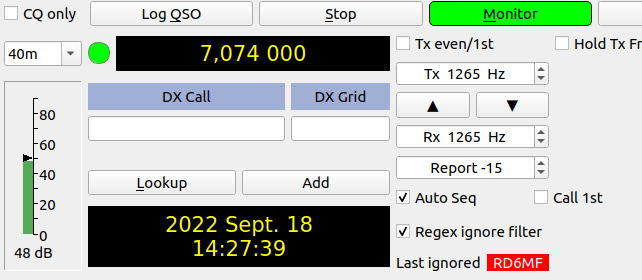 CQ only
Log QSO
Stop
Monitor
40m
7,074 000
Tx even/1st
Hold Tx Fr
Tx 1265 Hz
DX Call
DX Grid
▲
▼
Rx 1265 Hz
Report -15
80
60
40
20
0
48 dB
Lookup
Add
Auto Seq
Call 1st
2022 Sept. 18
14:27:39
Regex ignore filter
Last ignored RD6MF